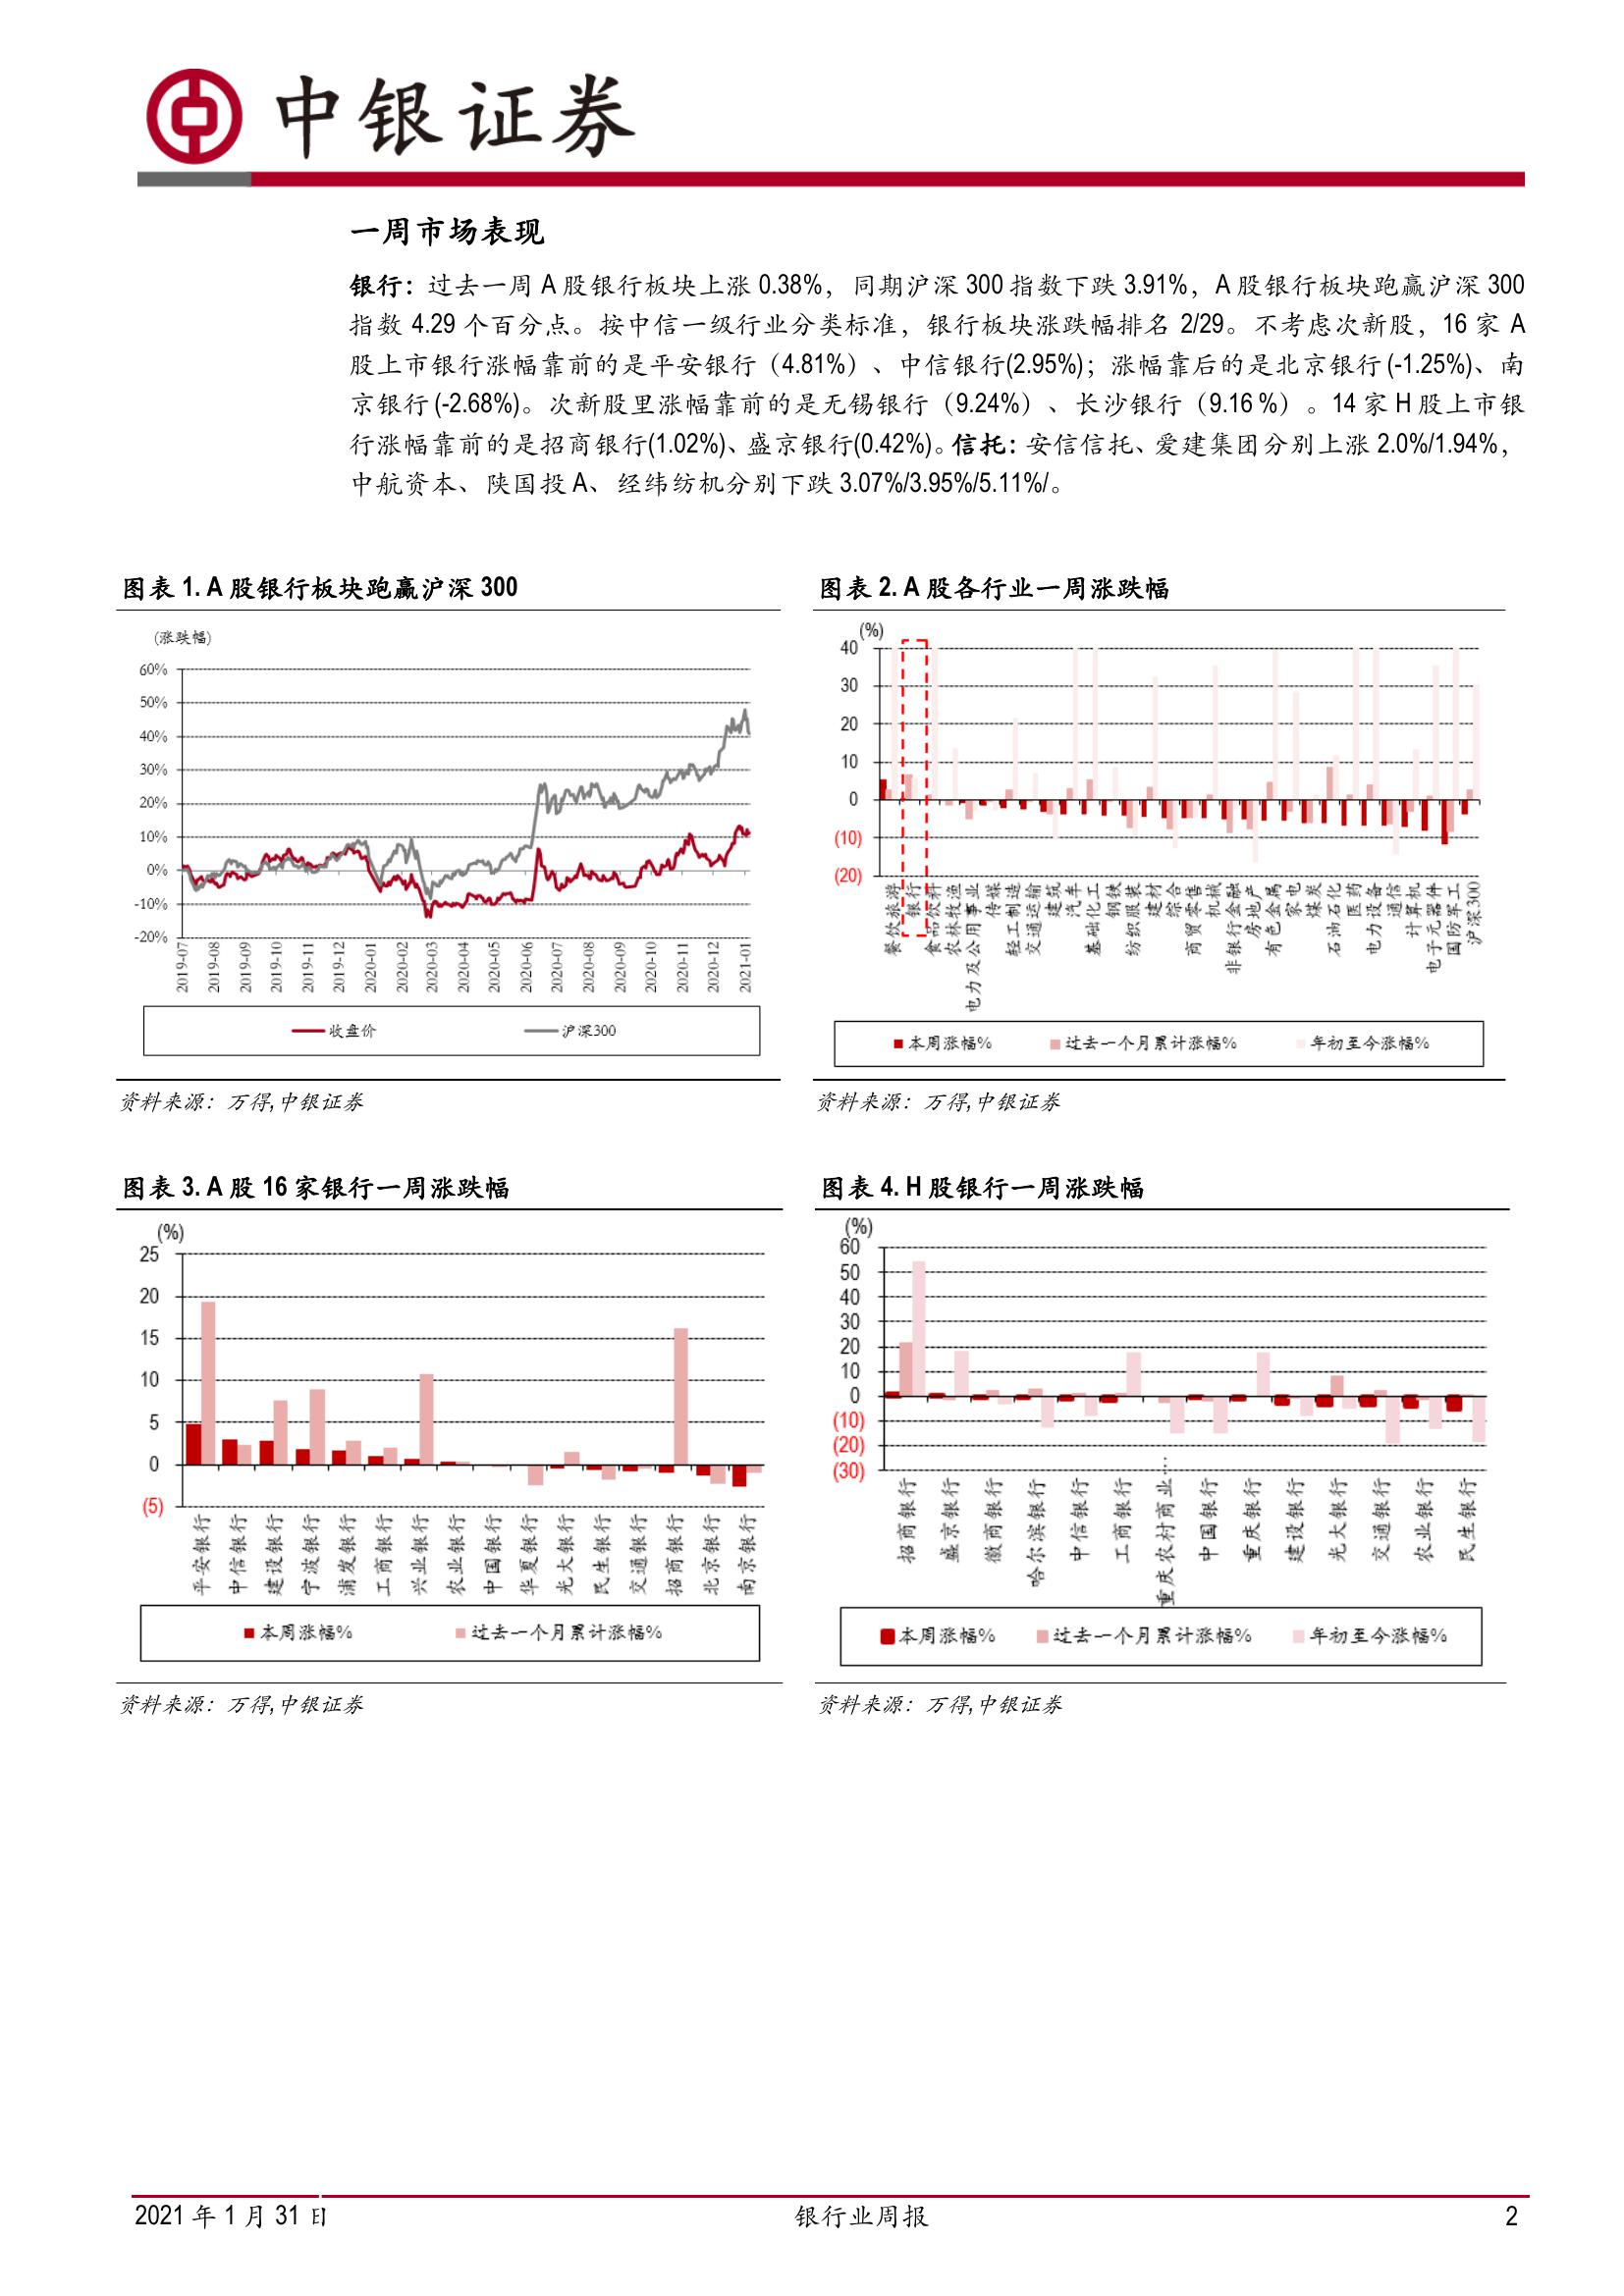 中银证券
一周市场表现
银行：过去一周 A 股银行板块上涨 0.38%，同期沪深 300 指数下跌 3.91%，A 股银行板块跑赢沪深 300
指数 4.29 个百分点。按中信一级行业分类标准，银行板块涨跌幅排名 2/29。不考虑次新股，16 家 A
股上市银行涨幅靠前的是平安银行（4.81%）、中信银行(2.95%)；涨幅靠后的是北京银行(-1.25%)、南
京银行(-2.68%)。次新股里涨幅靠前的是无锡银行（9.24%）、长沙银行（9.16 %）。14 家 H 股上市银
行涨幅靠前的是招商银行(1.02%)、盛京银行(0.42%)。信托：安信信托、爱建集团分别上涨 2.0%/1.94%，
中航资本、陕国投 A、经纬纺机分别下跌 3.07%/3.95%/5.11%/。
图表 1. A 股银行板块跑赢沪深 300
(涨跌幅)
60%
50%
40%
30%
20%
10%
0%
-10%
-20%
2019-07
2019-08
2019-09
2019-10
2019-11
2019-12
2020-01
2020-02
2020-03
2020-04
2020-05
2020-06
2020-07
2020-08
2020-09
2020-10
2020-11
2020-12
2021-01
收盘价
沪深300
资料来源：万得,中银证券
图表 2. A 股各行业一周涨跌幅
(%)
40
30
20
10
0
(10)
(20)
餐饮旅游
银行
食品饮料
农林牧渔
电力及公用事业
传媒
轻工制造
交通运输
建筑
汽车
基础化工
钢铁
纺织服装
建材
综合
商贸零售
机械
非银行金融
房地产
有色金属
家电
煤炭
石油石化
医药
电力设备
通信
计算机
电子元器件
国防军工
沪深300
本周涨幅%
过去一个月累计涨幅%
年初至今涨幅%
资料来源：万得,中银证券
图表 3. A 股 16 家银行一周涨跌幅
(%)
25
20
15
10
5
0
(5)
平安银行
中信银行
建设银行
宁波银行
浦发银行
工商银行
兴业银行
农业银行
中国银行
华夏银行
光大银行
民生银行
交通银行
招商银行
北京银行
南京银行
本周涨幅%
过去一个月累计涨幅%
资料来源：万得,中银证券
图表 4. H 股银行一周涨跌幅
(%)
60
50
40
30
20
10
0
(10)
(20)
(30)
招商银行
盛京银行
徽商银行
哈尔滨银行
中信银行
工商银行
重庆农村商业…
中国银行
重庆银行
建设银行
光大银行
交通银行
农业银行
民生银行
本周涨幅%
过去一个月累计涨幅%
年初至今涨幅%
资料来源：万得,中银证券
2021 年 1 月 31 日
银行业周报
2